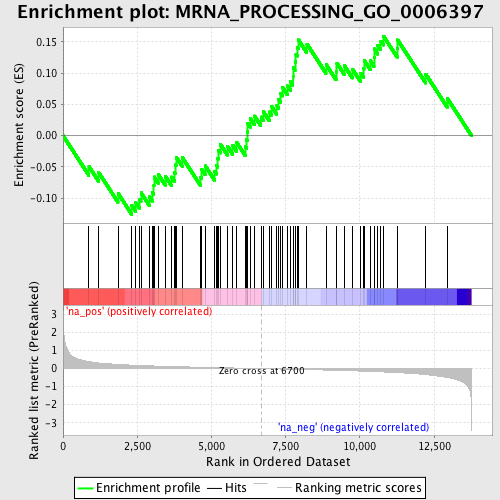 Enrichment plot: MRNA_PROCESSING_GO_0006397
Enrichment score (ES)
0.15
0.10
0.05
0.00
-0.05
-0.10
'na_pos' (positively correlated)
Ranked list metric (PreRanked)
3
2
1
0
-1
-2
-3
Zero cross at 6700
'na_neg' (negatively correlated)
0
2,500
5,000
7,500
10,000
12,500
Rank in Ordered Dataset
Enrichment profile
Hits
Ranking metric scores